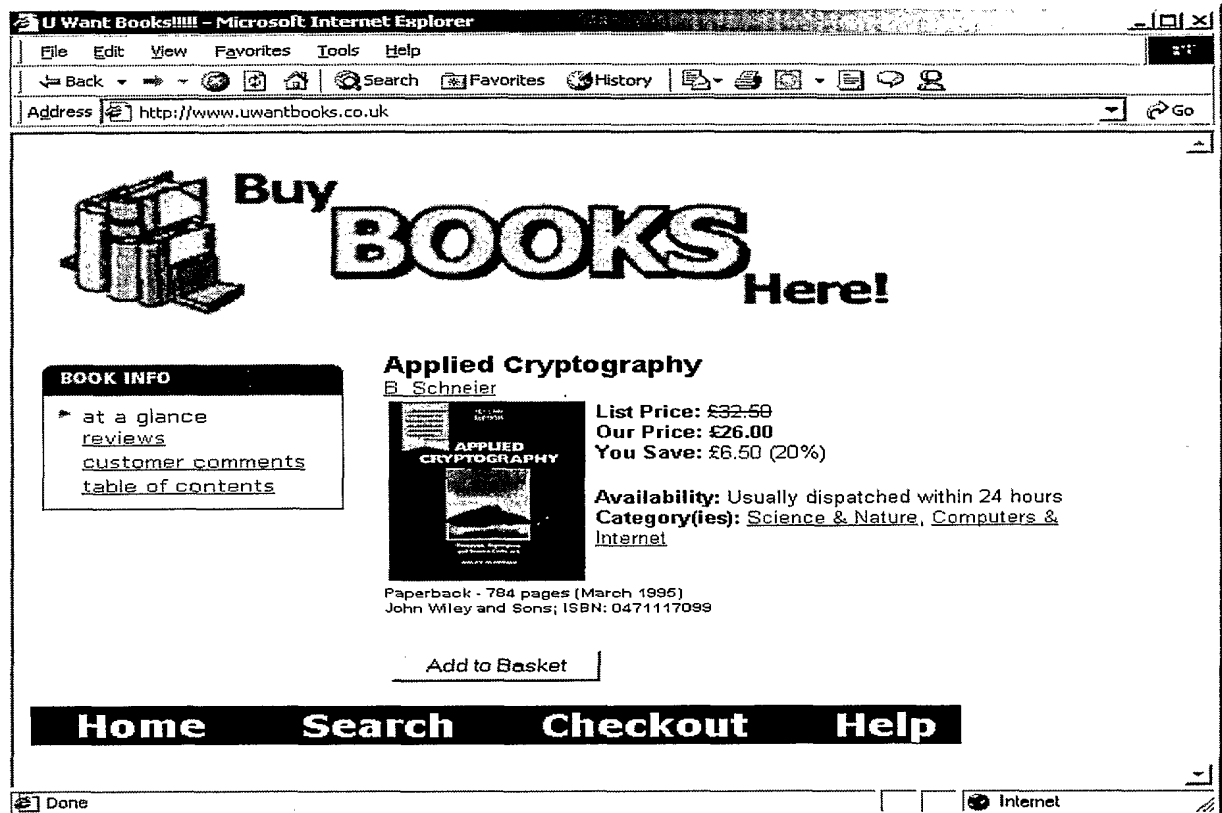 U Want Books!!!!! – Microsoft Internet Explorer
File Edit View Favorites Tools Help
Back Search Favorites History
Address http://www.uwantbooks.co.uk Go
Buy
BOOKS
Here!
Applied Cryptography
B Schneier
BOOK INFO
at a glance
reviews
customer comments
table of contents
APPLIED
CRYPTOGRAPHY
List Price: £32.50
Our Price: £26.00
You Save: £6.50 (20%)
Availability: Usually dispatched within 24 hours
Category(ies): Science & Nature, Computers &
Internet
Paperback - 784 pages (March 1995)
John Wiley and Sons; ISBN: 0471117099
Add to Basket
Home Search Checkout Help
Done Internet